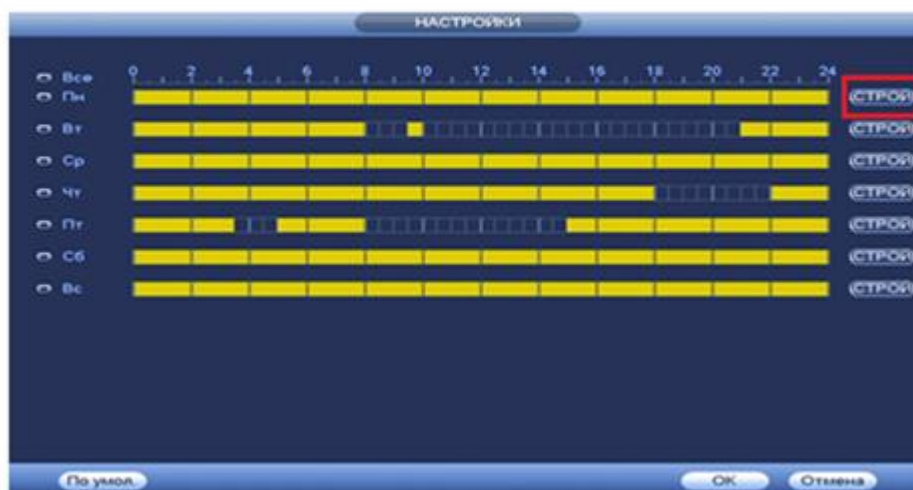 НАСТРОЙКИ
0 2 4 6 8 10 12 14 16 18 20 22 24
Все
Пн СТРОЙ
Вт СТРОЙ
Ср СТРОЙ
Чт СТРОЙ
Пт СТРОЙ
Сб СТРОЙ
Вс СТРОЙ
По умол. ОК Отмена